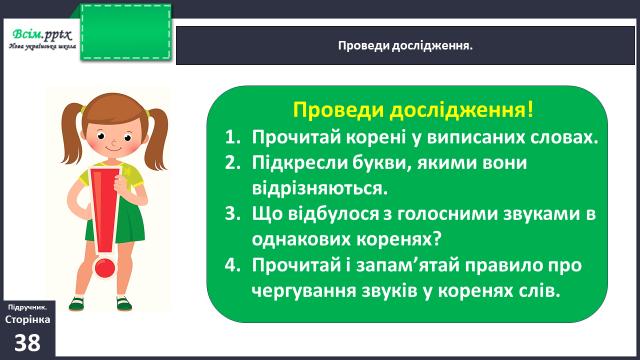 Всім.pptx
Нова українська школа
Проведи дослідження.
Проведи дослідження!
1. Прочитай корені у виписаних словах.
2. Підкресли букви, якими вони
відрізняються.
3. Що відбулося з голосними звуками в
однакових коренях?
4. Прочитай і запам’ятай правило про
чергування звуків у коренях слів.
Підручник.
Сторінка
38